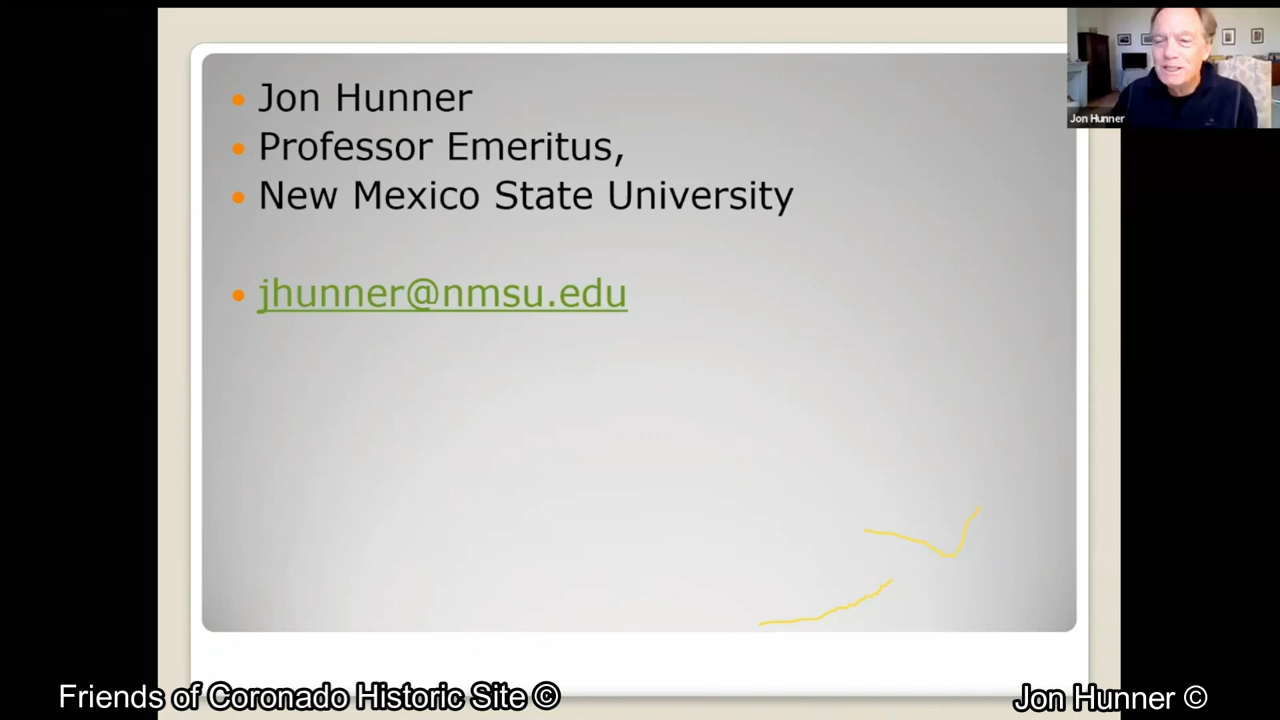 Jon Hunner
Professor Emeritus,
New Mexico State University
jhunner@nmsu.edu
Jon Hunner
Friends of Coronado Historic Site ©
Jon Hunner ©